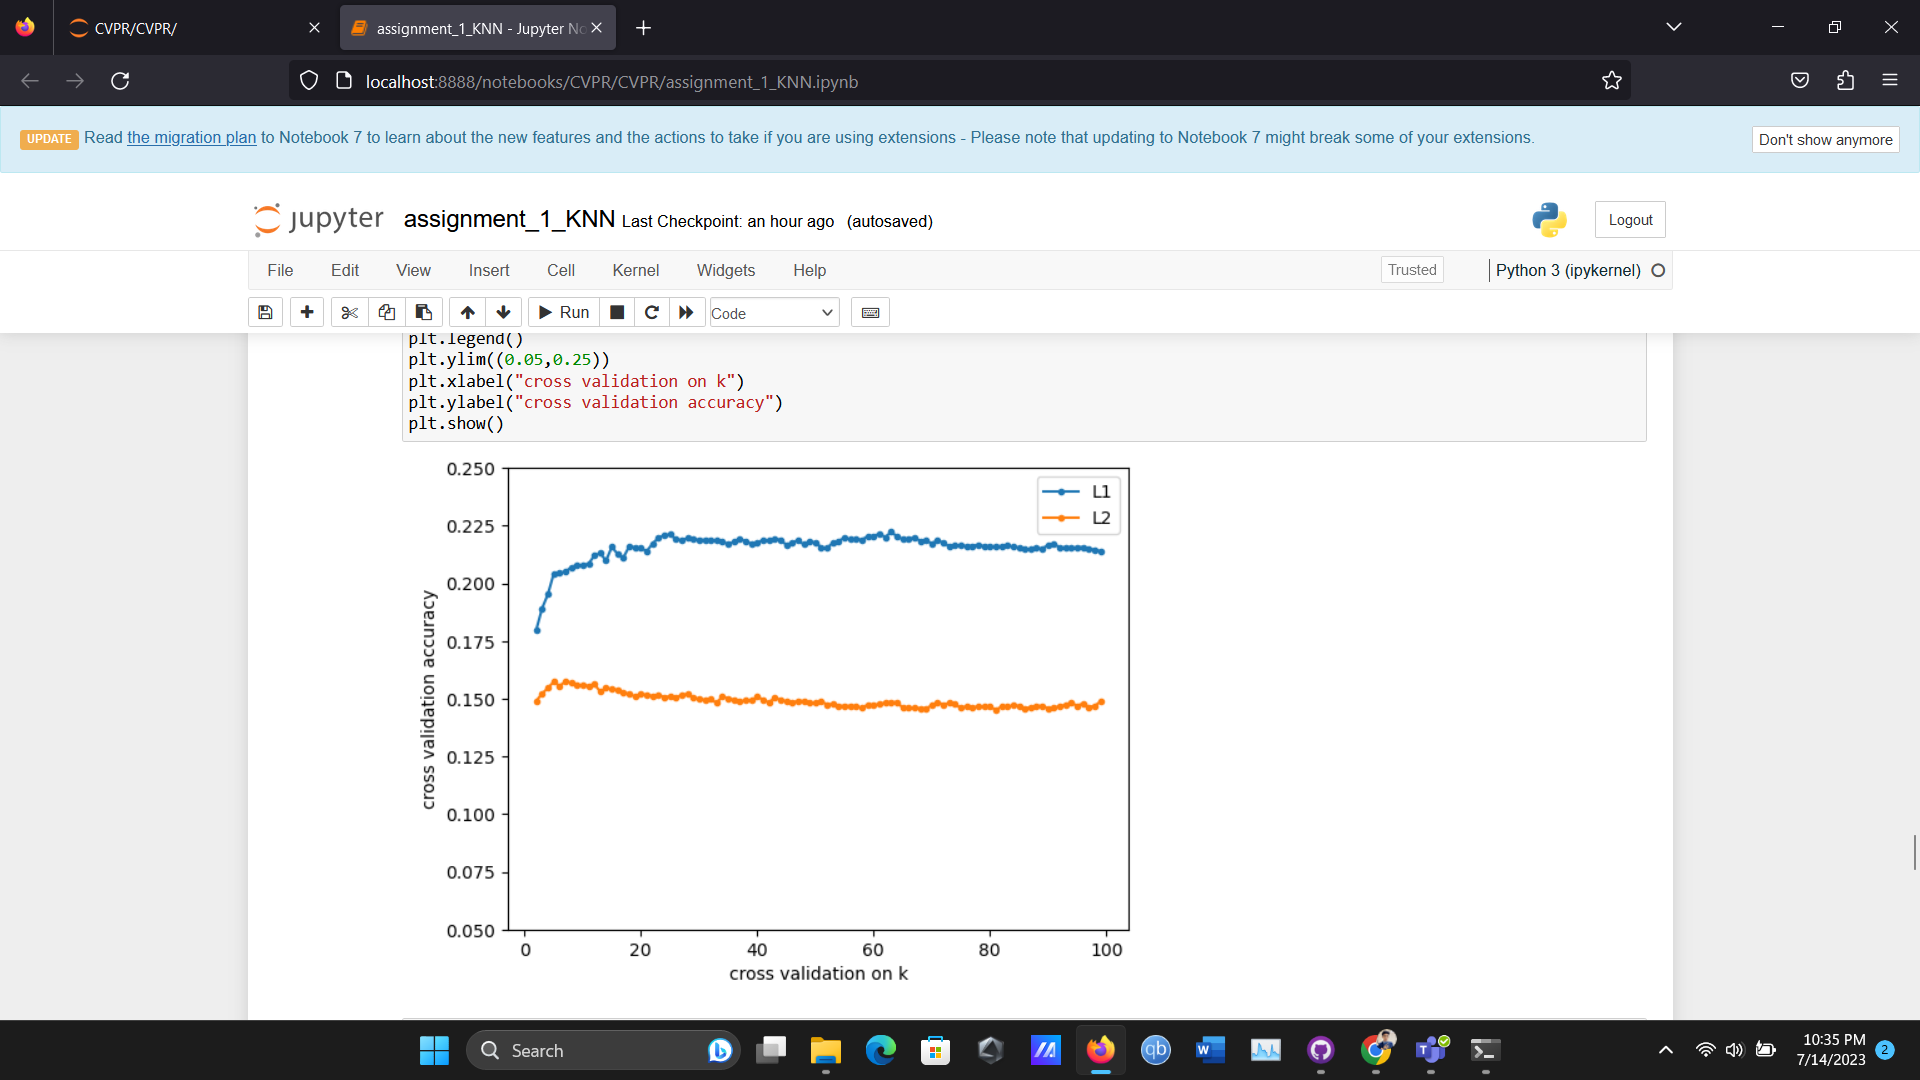 CVPR/CVPR/
assignment_1_KNN - Jupyter No
localhost:8888/notebooks/CVPR/CVPR/assignment_1_KNN.ipynb
UPDATE Read the migration plan to Notebook 7 to learn about the new features and the actions to take if you are using extensions - Please note that updating to Notebook 7 might break some of your extensions.
Don't show anymore
jupyter assignment_1_KNN Last Checkpoint: an hour ago (autosaved)
Logout
File Edit View Insert Cell Kernel Widgets Help
Trusted
Python 3 (ipykernel)
Run
Code
plt.legend()
plt.ylim((0.05,0.25))
plt.xlabel("cross validation on k")
plt.ylabel("cross validation accuracy")
plt.show()
0.250
0.225
0.200
0.175
0.150
0.125
0.100
0.075
0.050
cross validation accuracy
L1
L2
0 20 40 60 80 100
cross validation on k
Search
qb
W
T
10:35 PM
7/14/2023
2